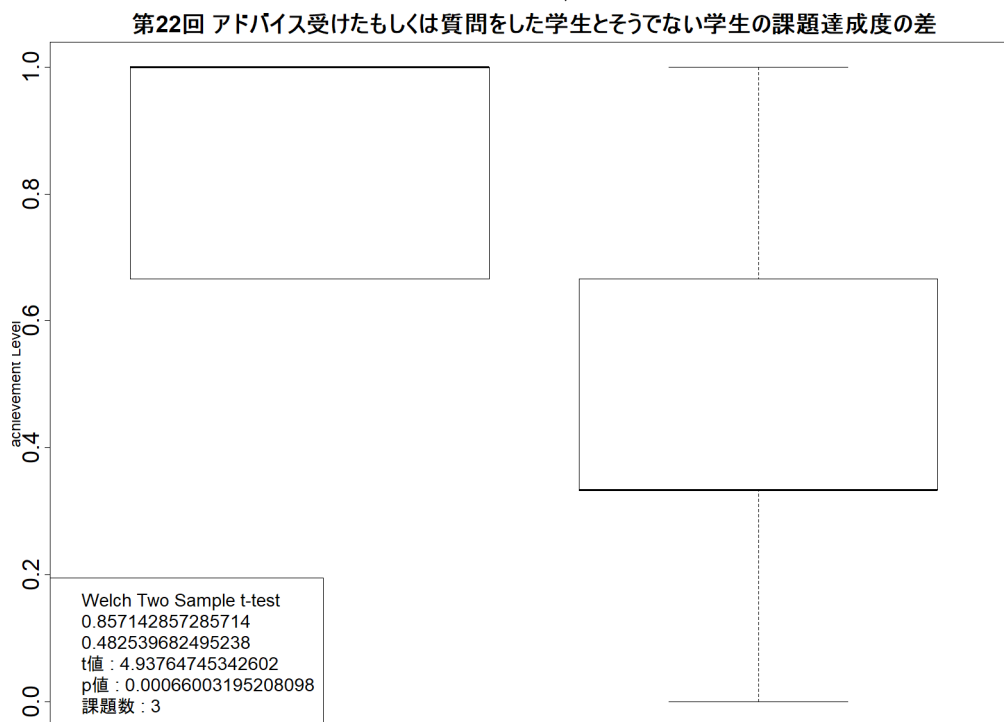 第22回 アドバイス受けたもしくは質問をした学生とそうでない学生の課題達成度の差
1.0
0.8
0.6
achievement Level
0.4
0.2
0.0
Welch Two Sample t-test
0.857142857285714
0.482539682495238
t値 : 4.93764745342602
p値 : 0.00066003195208098
課題数 : 3